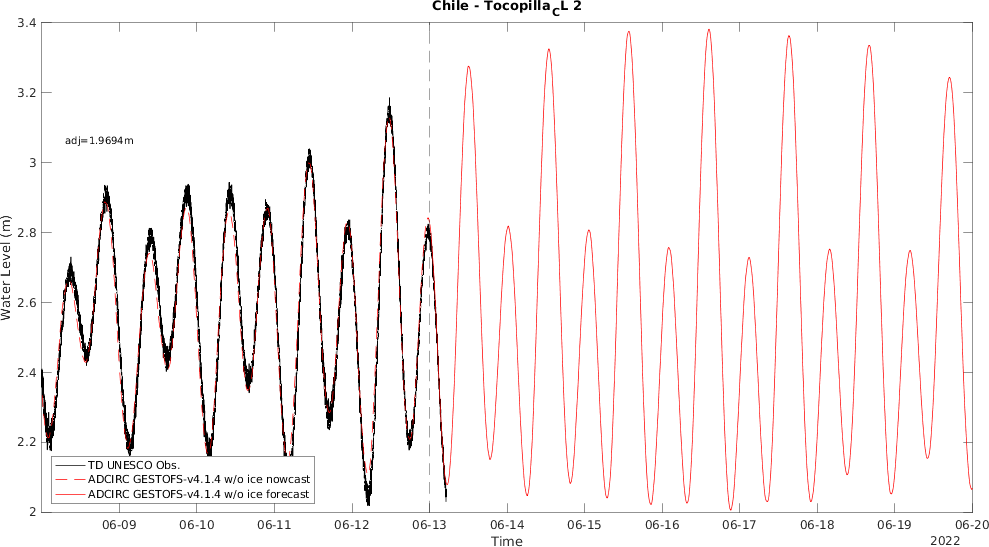 Chile - Tocopilla_CL 2
3.4
3.2
3
2.8
2.6
2.4
2.2
2
Water Level (m)
adj=1.9694m
TD UNESCO Obs.
ADCIRC GESTOFS-v4.1.4 w/o ice nowcast
ADCIRC GESTOFS-v4.1.4 w/o ice forecast
06-09 06-10 06-11 06-12 06-13 06-14 06-15 06-16 06-17 06-18 06-19 06-20
Time
2022